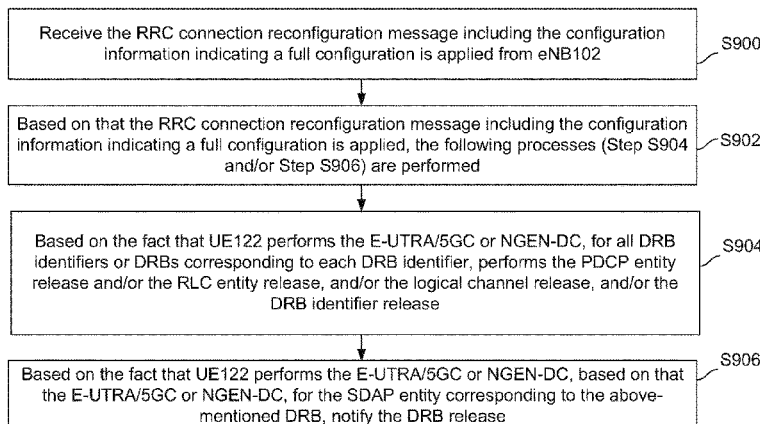 Receive the RRC connection reconfiguration message including the configuration
information indicating a full configuration is applied from eNB102
S900
Based on that the RRC connection reconfiguration message including the configuration
information indicating a full configuration is applied, the following processes (Step S904
and/or Step S906) are performed
S902
Based on the fact that UE122 performs the E-UTRA/5GC or NGEN-DC, for all DRB
identifiers or DRBs corresponding to each DRB identifier, performs the PDCP entity
release and/or the RLC entity release, and/or the logical channel release, and/or the
DRB identifier release
S904
Based on the fact that UE122 performs the E-UTRA/5GC or NGEN-DC, based on that
the E-UTRA/5GC or NGEN-DC, for the SDAP entity corresponding to the above-
mentioned DRB, notify the DRB release
S906